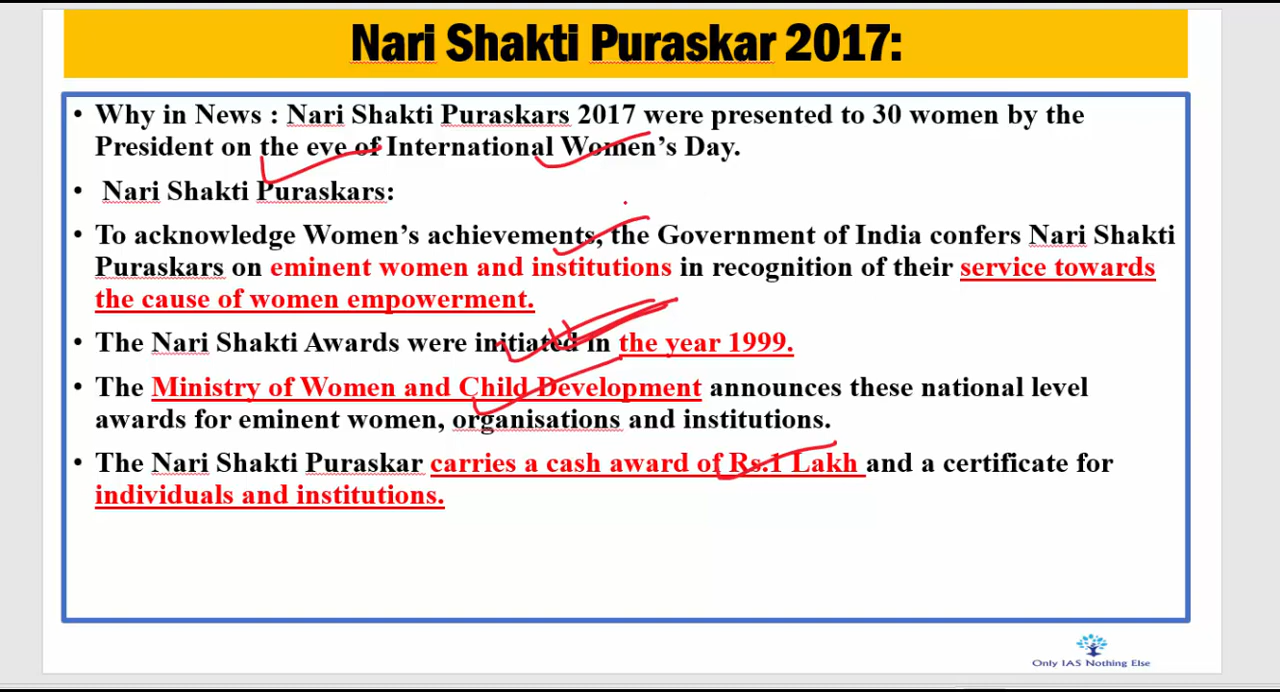 Nari Shakti Puraskar 2017:
• Why in News : Nari Shakti Puraskars 2017 were presented to 30 women by the
President on the eve of International Women's Day.
• Nari Shakti Puraskars:
• To acknowledge Women's achievements, the Government of India confers Nari Shakti
Puraskars on eminent women and institutions in recognition of their service towards
the cause of women empowerment.
• The Nari Shakti Awards were initiated in the year 1999.
• The Ministry of Women and Child Development announces these national level
awards for eminent women, organisations and institutions.
• The Nari Shakti Puraskar carries a cash award of Rs.1 Lakh and a certificate for
individuals and institutions.
Only IAS Nothing Else